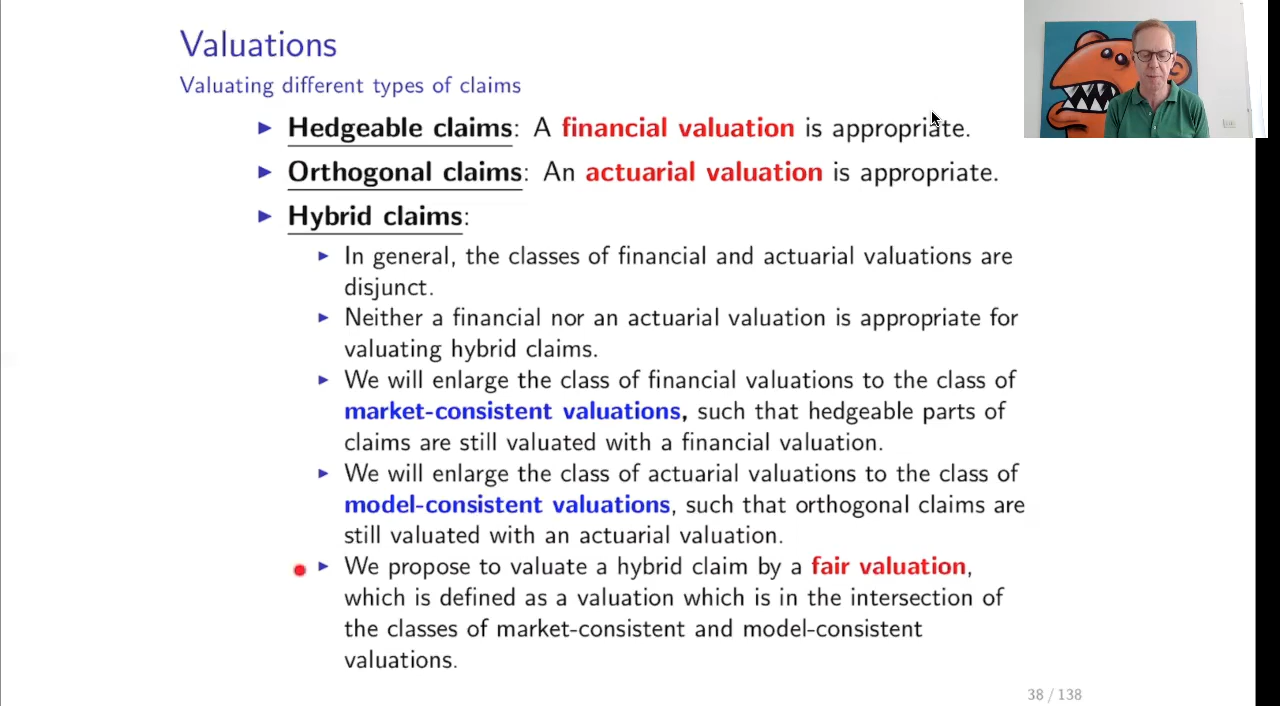 Valuations
Valuating different types of claims
▶ Hedgeable claims: A financial valuation is appropriate.
▶ Orthogonal claims: An actuarial valuation is appropriate.
▶ Hybrid claims:
▶ In general, the classes of financial and actuarial valuations are
disjunct.
▶ Neither a financial nor an actuarial valuation is appropriate for
valuating hybrid claims.
▶ We will enlarge the class of financial valuations to the class of
market-consistent valuations, such that hedgeable parts of
claims are still valuated with a financial valuation.
▶ We will enlarge the class of actuarial valuations to the class of
model-consistent valuations, such that orthogonal claims are
still valuated with an actuarial valuation.
▶ We propose to valuate a hybrid claim by a fair valuation,
which is defined as a valuation which is in the intersection of
the classes of market-consistent and model-consistent
valuations.
38 / 138